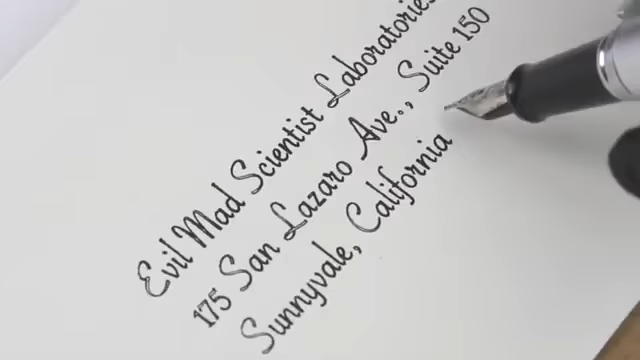 Evil Mad Scientist Laboratories
175 San Lazaro Ave., Suite 150
Sunnyvale, California